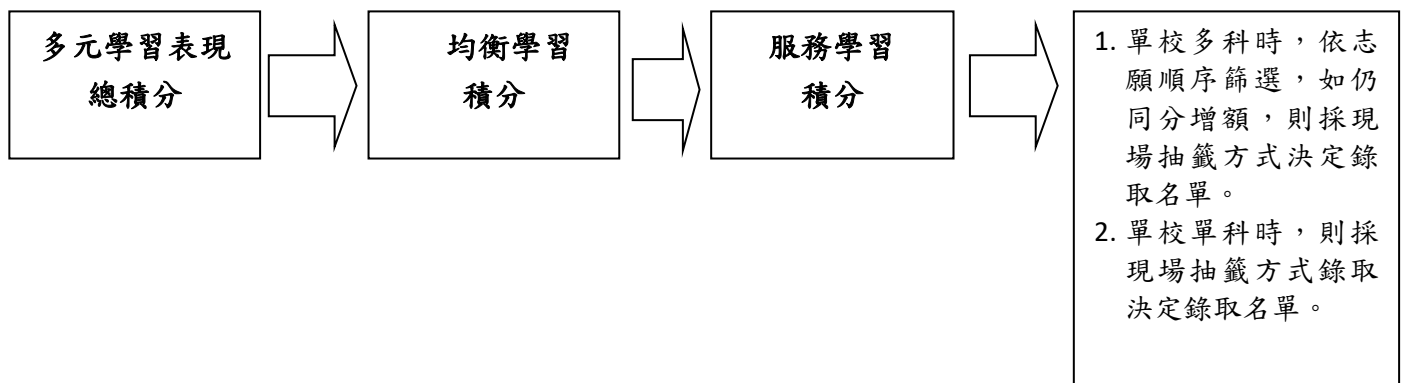 多元學習表現
總積分
均衡學習
積分
服務學習
積分
1. 單校多科時，依志
願順序篩選，如仍
同分增額，則採現
場抽籤方式決定錄
取名單。
2. 單校單科時，則採
現場抽籤方式錄取
決定錄取名單。